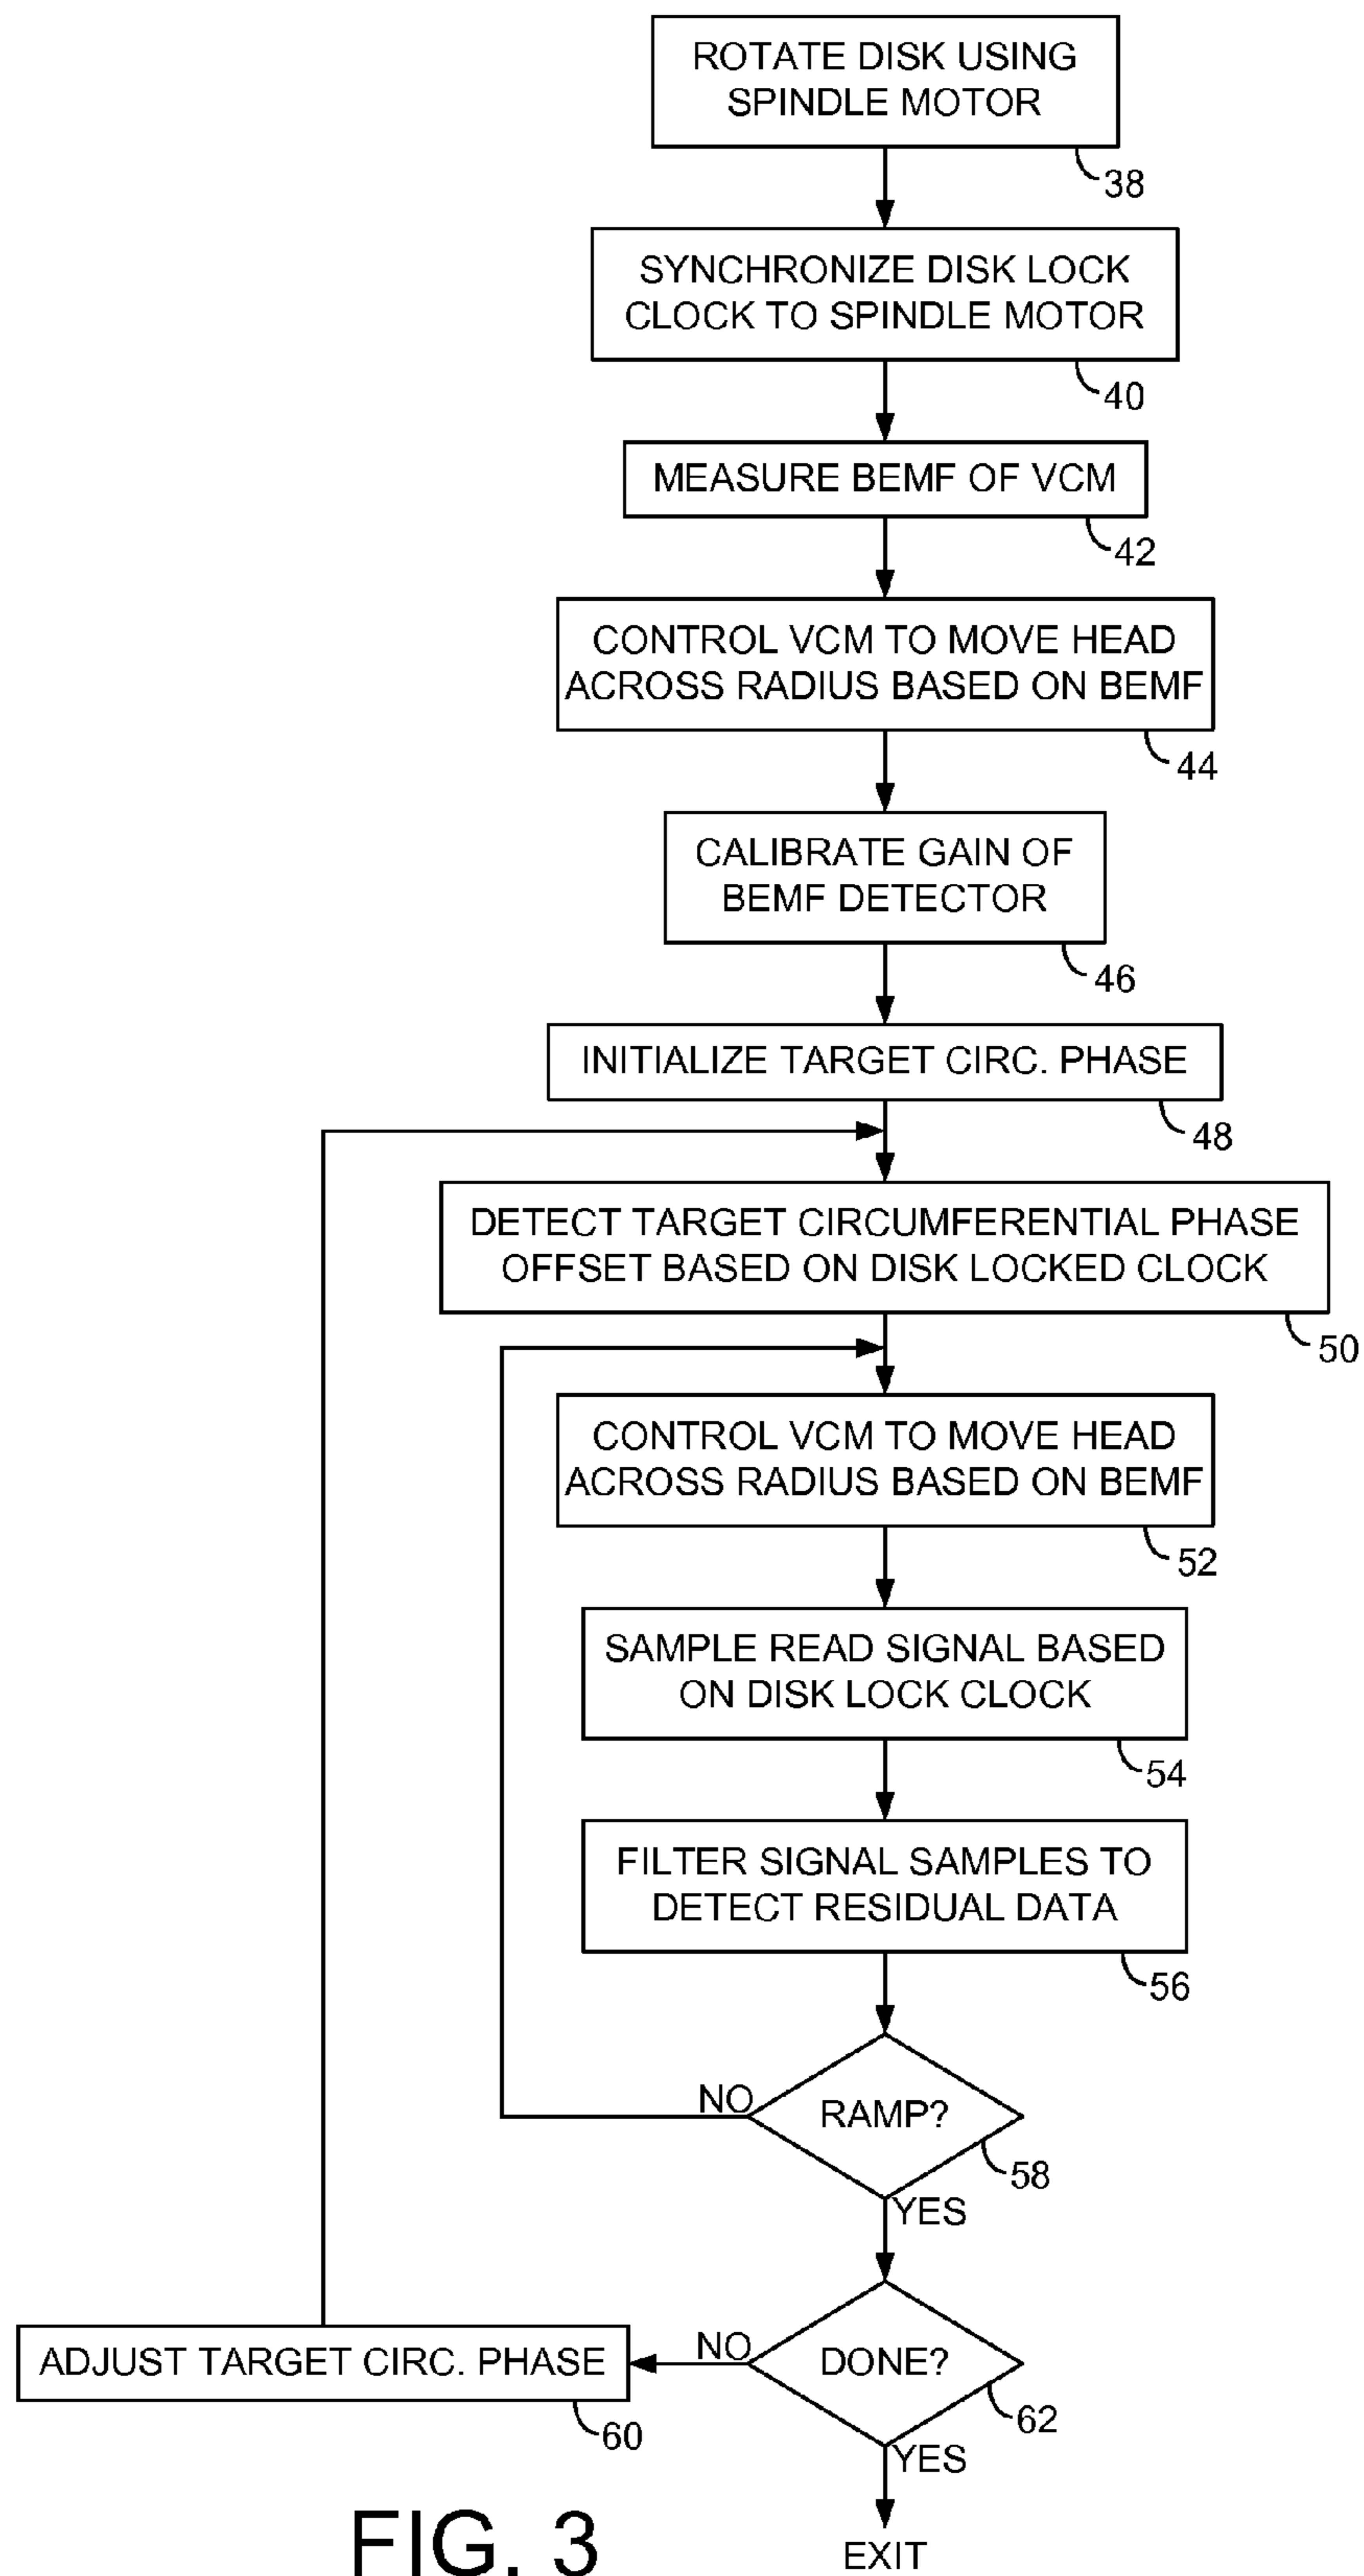 ROTATE DISK USING
SPINDLE MOTOR
38
SYNCHRONIZE DISK LOCK
CLOCK TO SPINDLE MOTOR
40
MEASURE BEMF OF VCM
42
CONTROL VCM TO MOVE HEAD
ACROSS RADIUS BASED ON BEMF
44
CALIBRATE GAIN OF
BEMF DETECTOR
46
INITIALIZE TARGET CIRC. PHASE
48
DETECT TARGET CIRCUMFERENTIAL PHASE
OFFSET BASED ON DISK LOCKED CLOCK
50
CONTROL VCM TO MOVE HEAD
ACROSS RADIUS BASED ON BEMF
52
SAMPLE READ SIGNAL BASED
ON DISK LOCK CLOCK
54
FILTER SIGNAL SAMPLES TO
DETECT RESIDUAL DATA
56
NO
RAMP?
58
YES
ADJUST TARGET CIRC. PHASE
60
NO
DONE?
62
YES
EXIT
FIG. 3